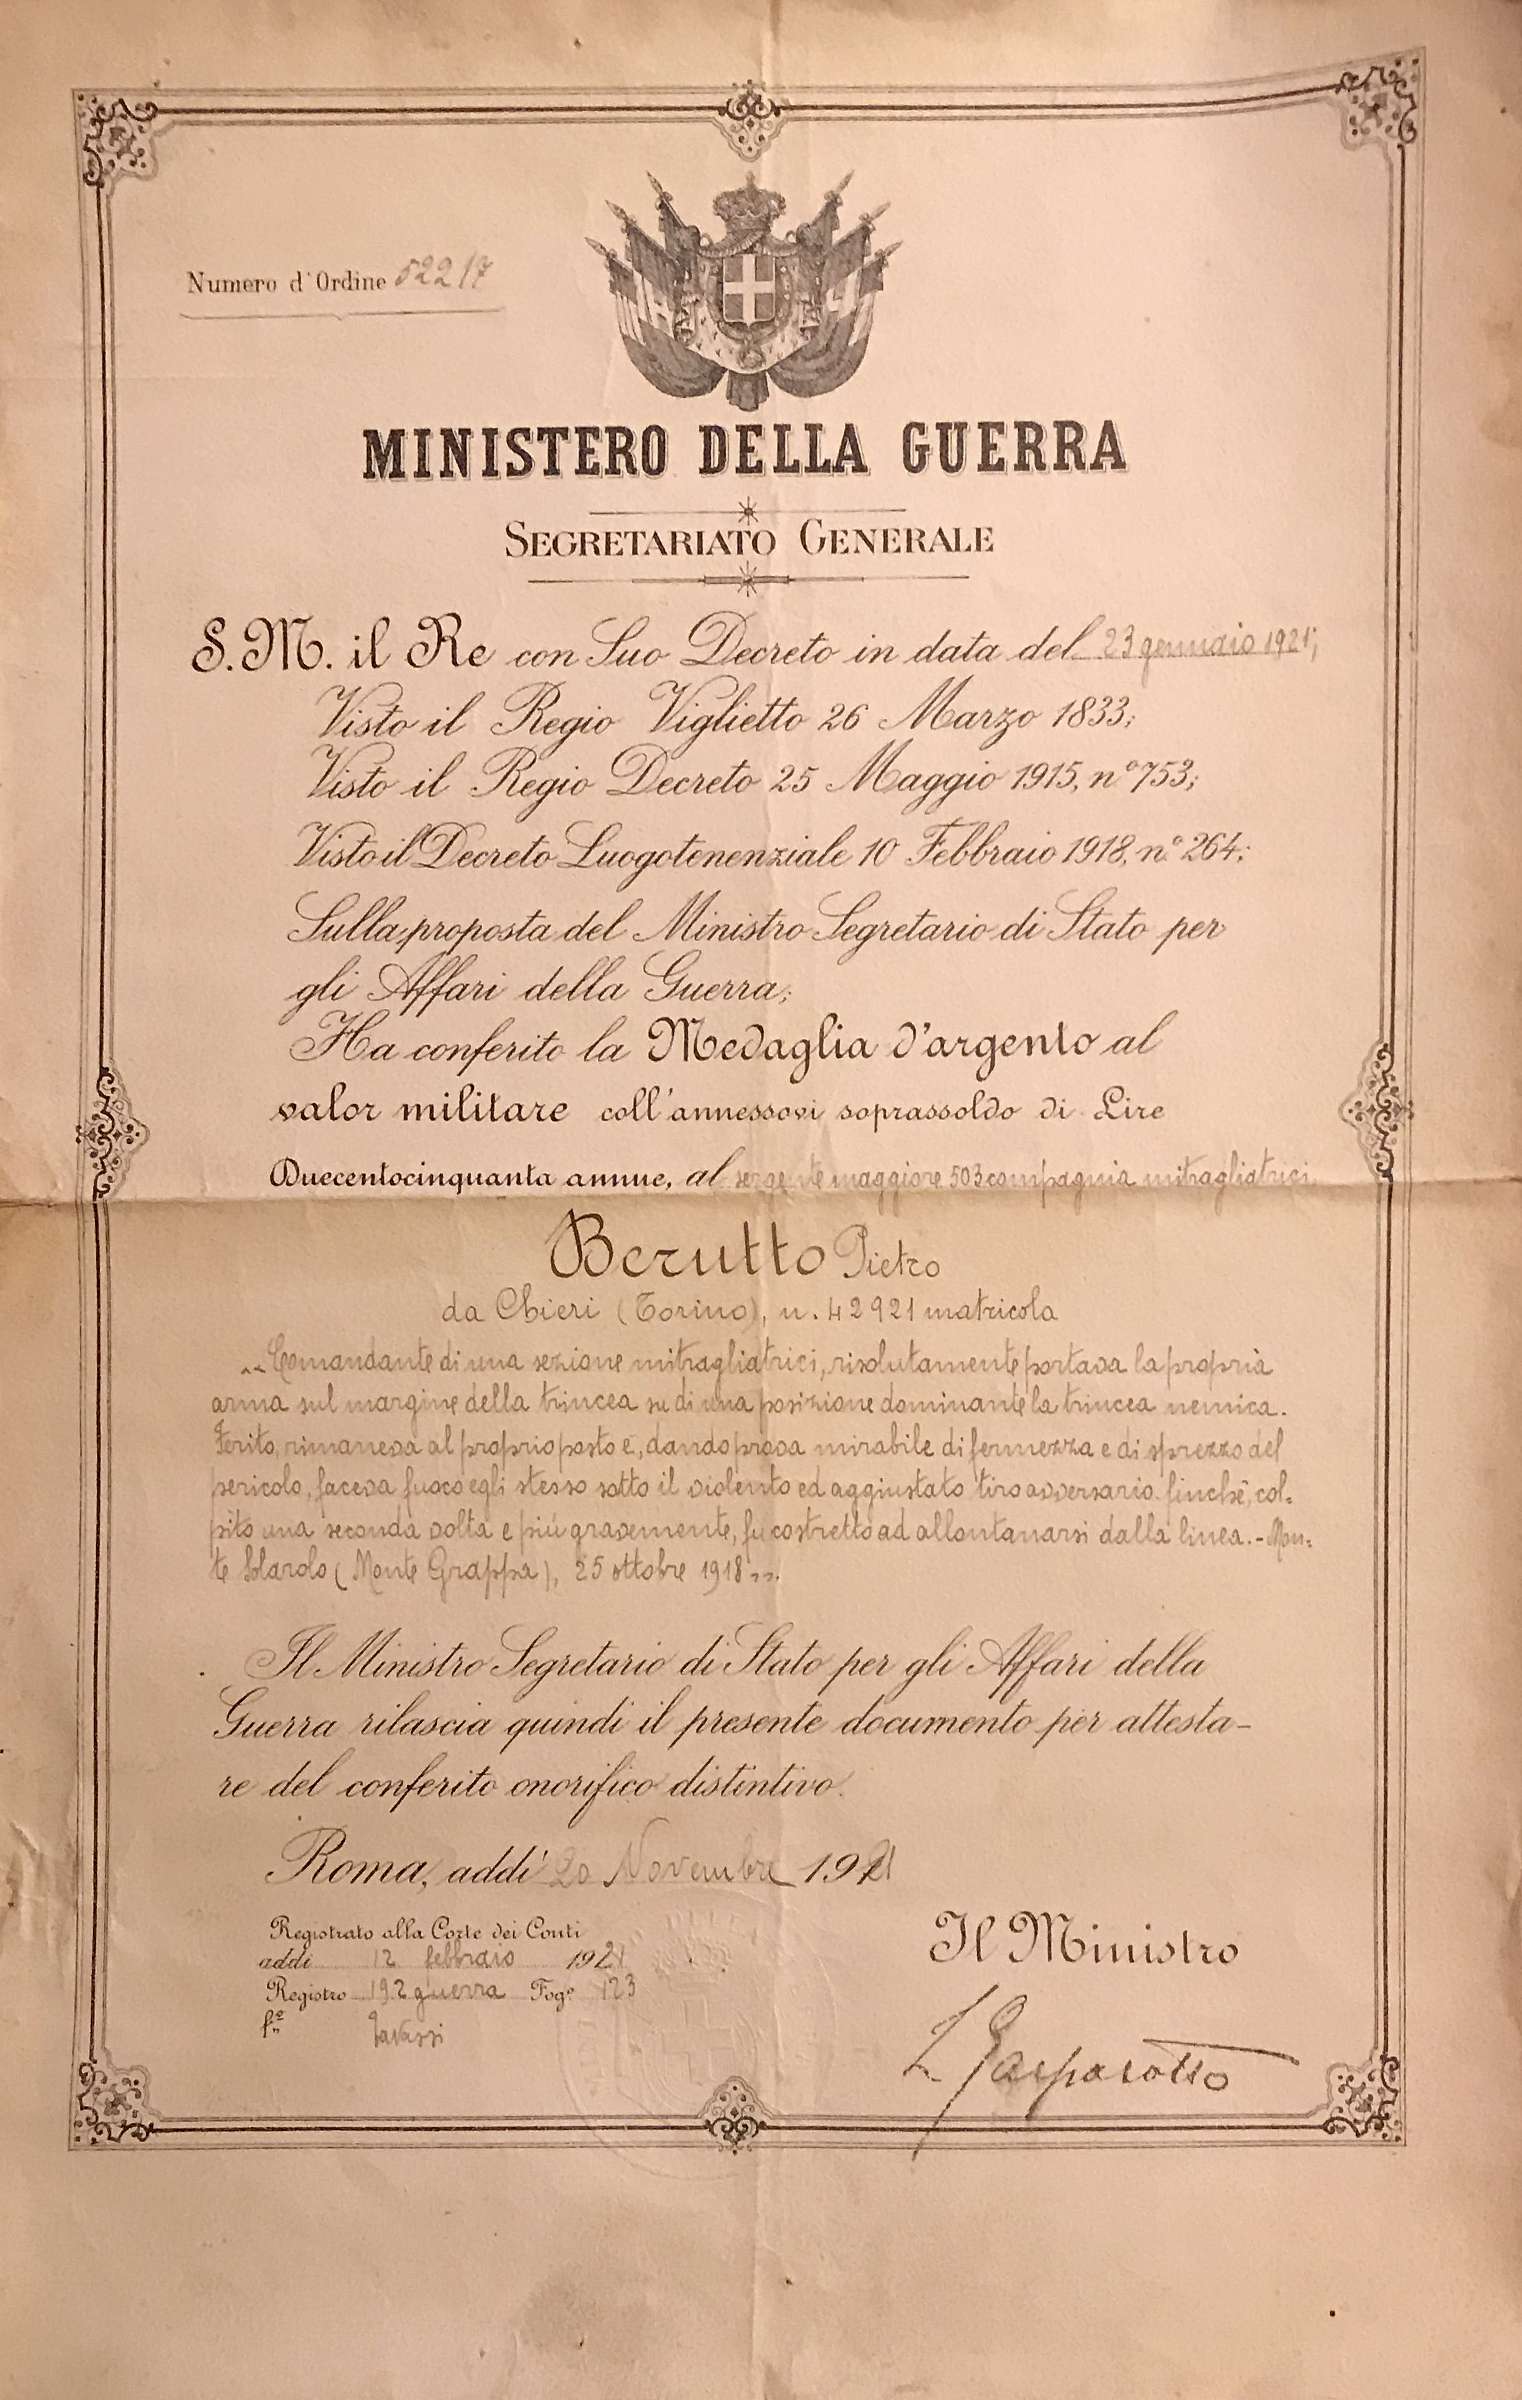 Numero d'Ordine 52217
MINISTERO DELLA GUERRA
SEGRETARIATO GENERALE
S. M. il Re con Suo Decreto in data del 23 gennaio 1921;
Visto il Regio Viglietto 26 Marzo 1833;
Visto il Regio Decreto 25 Maggio 1915, n° 753;
Visto il Decreto Luogotenenziale 10 Febbraio 1918, n.° 264;
Sulla proposta del Ministro Segretario di Stato per
gli Affari della Guerra;
Ha conferito la Medaglia d'argento al
valor militare coll'annessovi soprassoldo di Lire
Duecentocinquanta annue, al sergente maggiore 503 compagnia mitragliatrici
Berutto Pietro
da Chieri (Torino), n. 42921 matricola
„Comandante di una sezione mitragliatrici, risolutamente portava la propria
arma sul margine della trincea su di una posizione dominante la trincea nemica.
Ferito, rimaneva al proprio posto e, dando prova mirabile di fermezza e di sprezzo del
pericolo, faceva fuoco egli stesso sotto il violento ed aggiustato tiro avversario finchè, col-
pito una seconda volta e più gravemente, fu costretto ad allontanarsi dalla linea. - Mon-
te Solarolo (Monte Grappa), 25 ottobre 1918„.
Il Ministro Segretario di Stato per gli Affari della
Guerra rilascia quindi il presente documento per attesta-
re del conferito onorifico distintivo.
Roma, addì 20 Novembre 1921
Registrato alla Corte dei Conti
addì 12 febbraio 1921
Registro 192 guerra Fog.° 123
f.°
Il Ministro
L Gasparotto